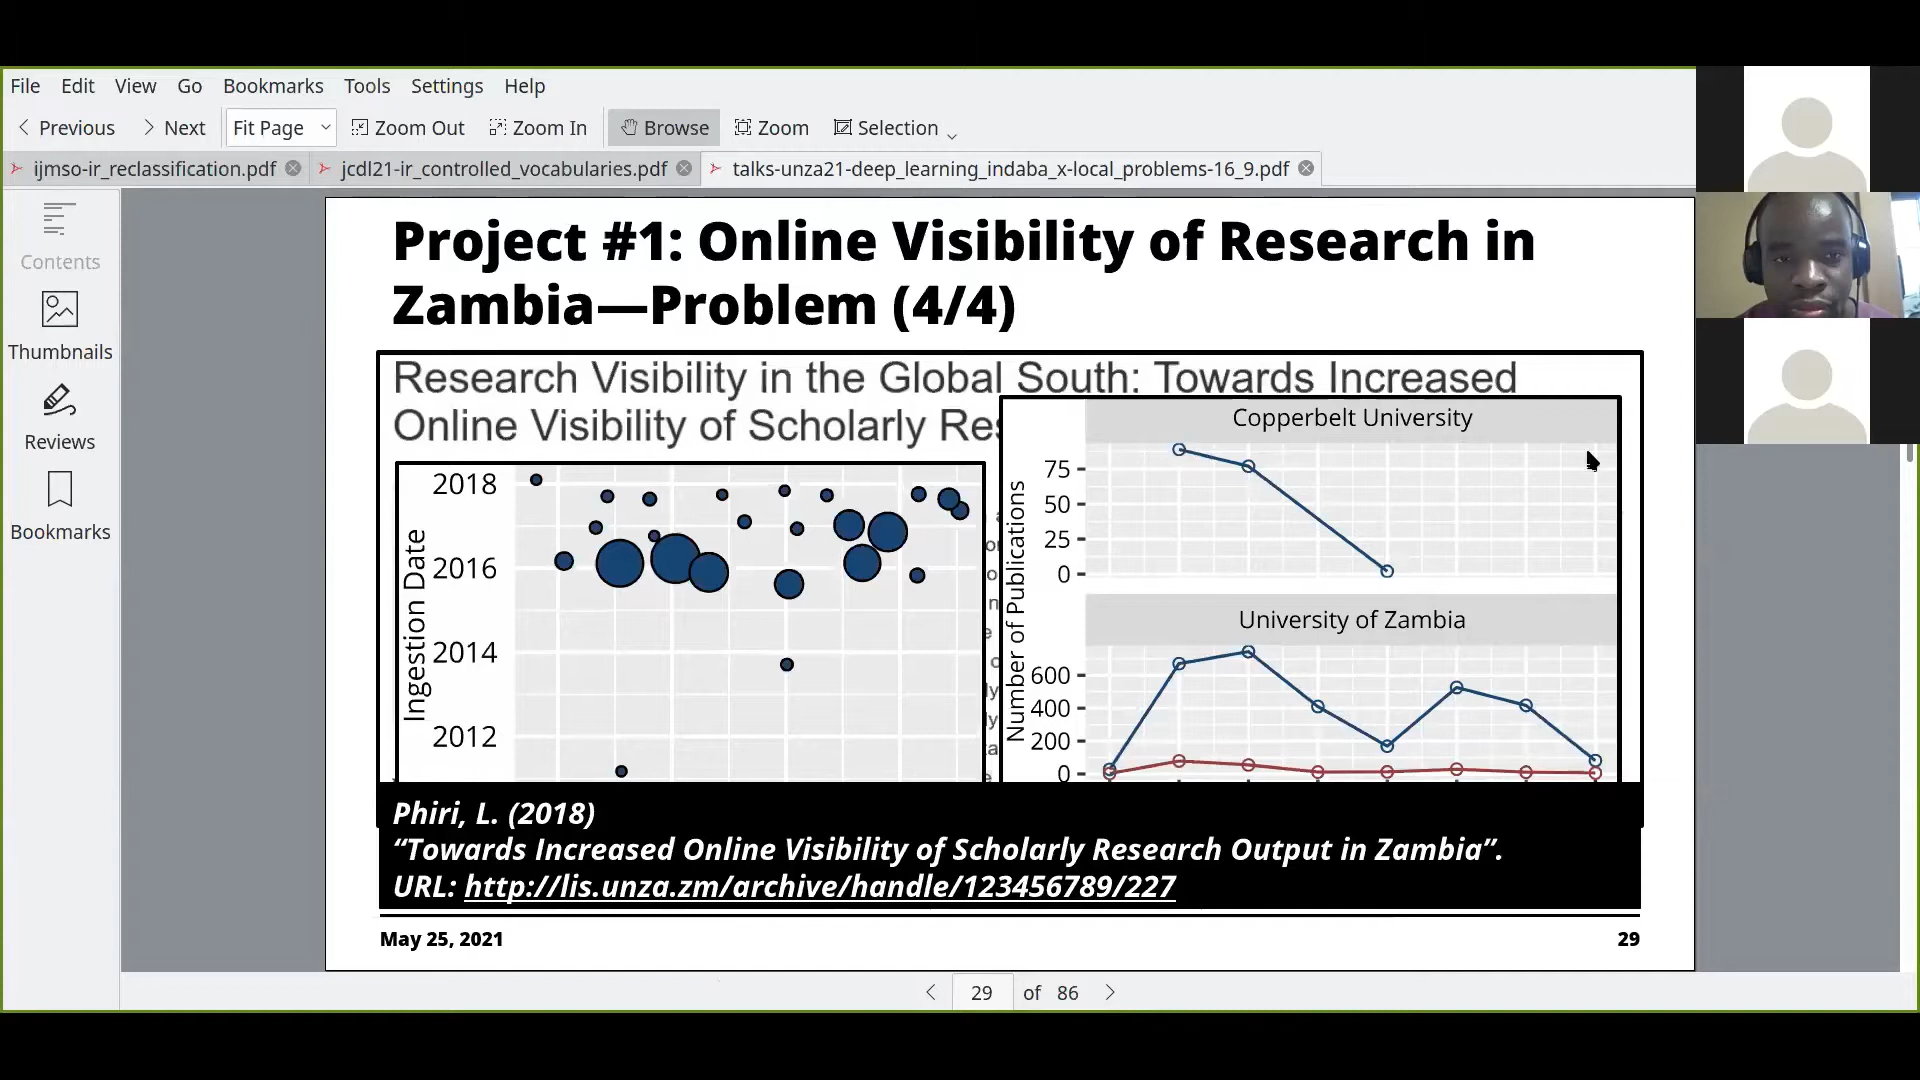 File Edit View Go Bookmarks Tools Settings Help
Previous Next Fit Page Zoom Out Zoom In Browse Zoom Selection
ijmso-ir_reclassification.pdf jcdl21-ir_controlled_vocabularies.pdf talks-unza21-deep_learning_indaba_x-local_problems-16_9.pdf
Contents
Thumbnails
Reviews
Bookmarks
Project #1: Online Visibility of Research in
Zambia—Problem (4/4)
Research Visibility in the Global South: Towards Increased
Online Visibility of Scholarly Res
Ingestion Date
2018
2016
2014
2012
Number of Publications
Copperbelt University
75
50
25
0
University of Zambia
600
400
200
0
Phiri, L. (2018)
“Towards Increased Online Visibility of Scholarly Research Output in Zambia”.
URL: http://lis.unza.zm/archive/handle/123456789/227
May 25, 2021
29
29 of 86